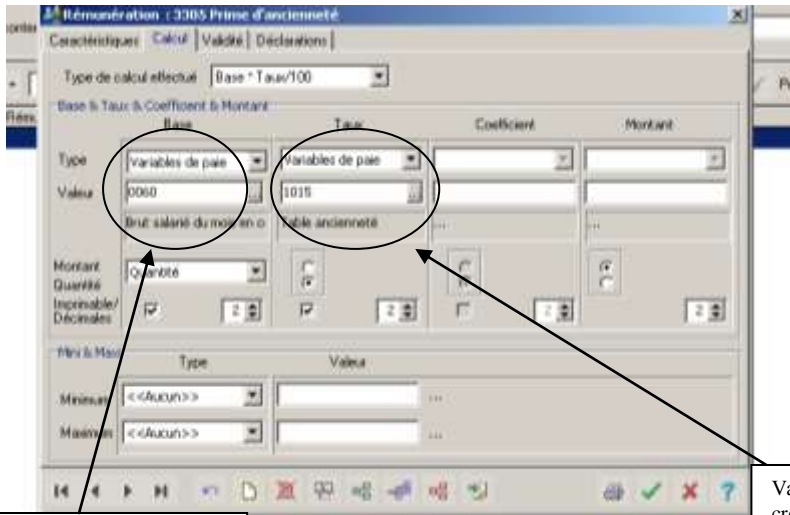 Rémunération : 3305 Prime d'ancienneté
Caractéristiques Calcul Validité Déclarations
Type de calcul effectué Base * Taux/100
Base & Taux & Coefficient & Montant
Base Taux Coefficient Montant
Type Variables de paie Variables de paie
Valeur 0060 ... 1015 ...
Brut salarié du mois en o Table ancienneté ... ...
Montant
Quantité Quantité
Imprimable/
Décimales 2 2 2 2
Mini & Maxi
Type Valeur
Minimum <<Aucun>> ...
Maximum <<Aucun>> ...
Va
cr